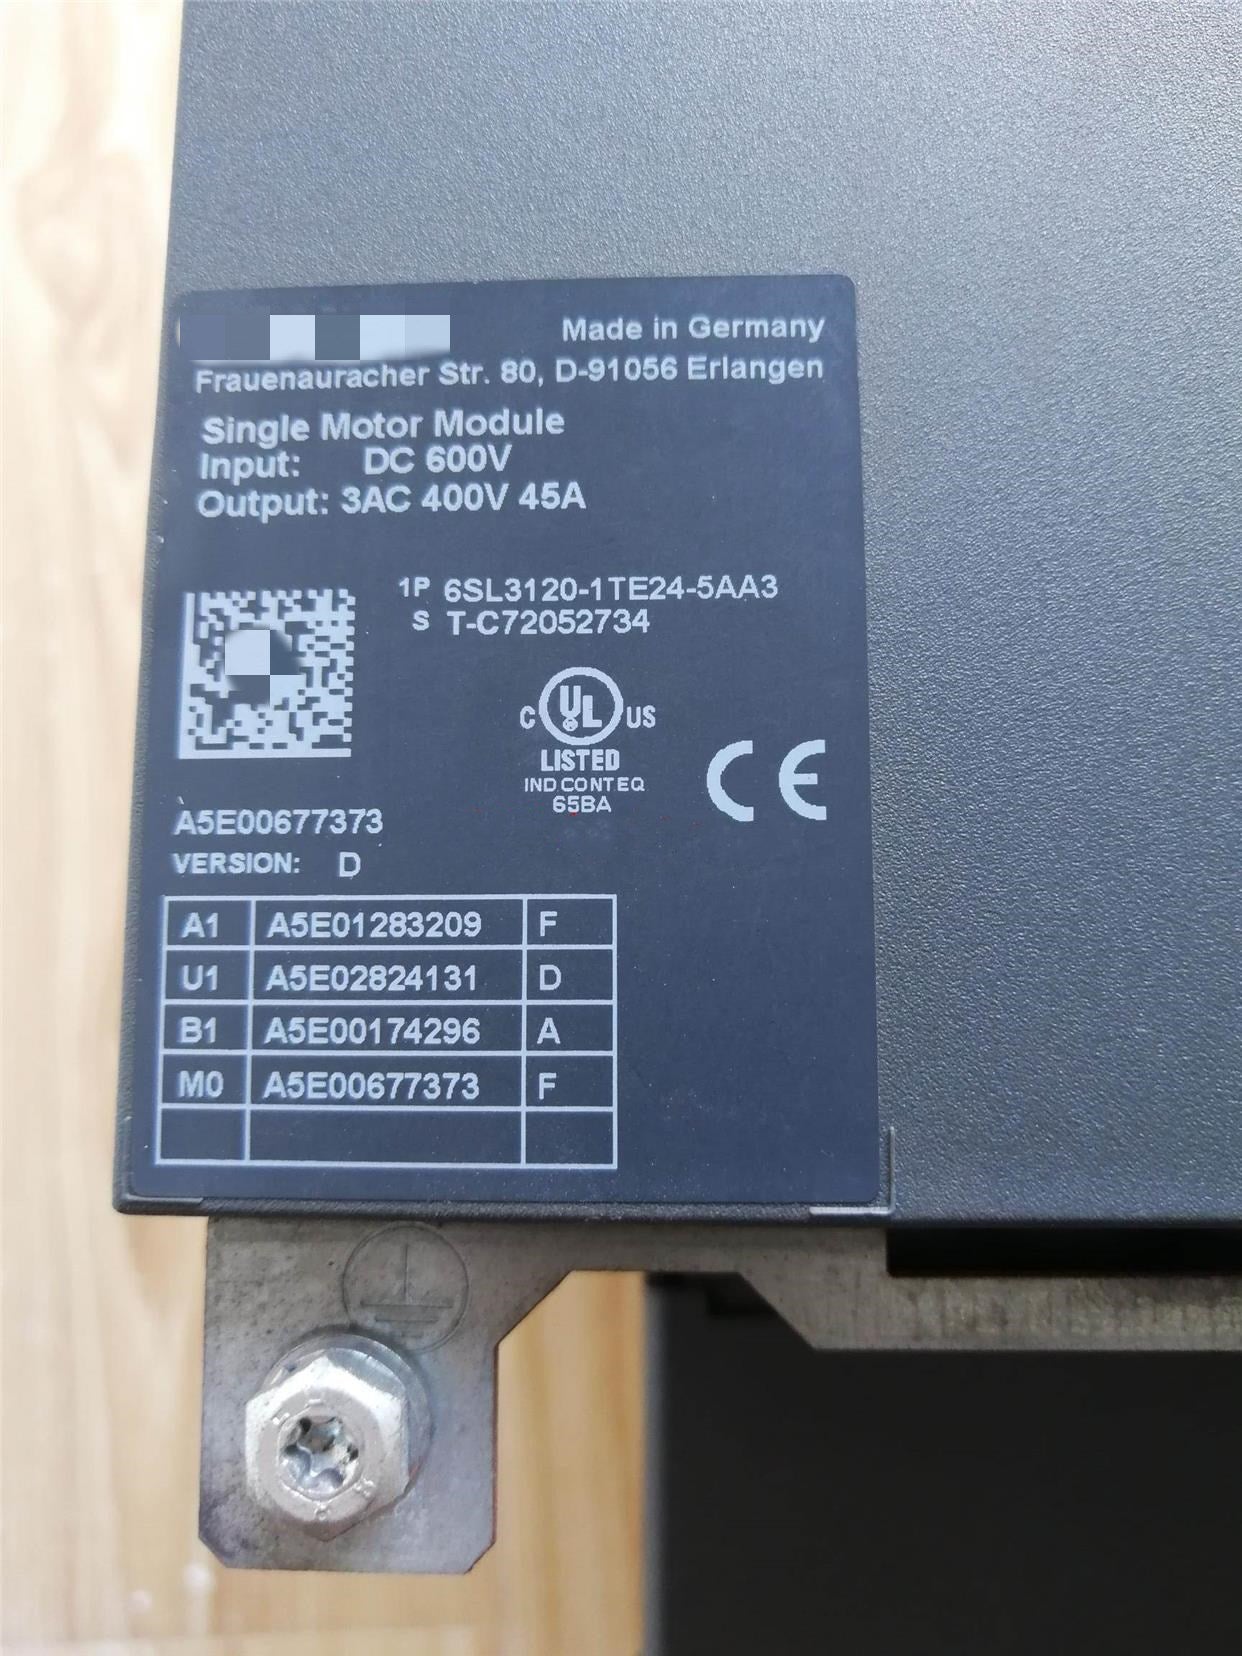 Made in Germany
Frauenauracher Str. 80, D-91056 Erlangen
Single Motor Module
Input: DC 600V
Output: 3AC 400V 45A
1P 6SL3120-1TE24-5AA3
S T-C72052734
C UL US
LISTED
IND CONT EQ
65BA
CE
A5E00677373
VERSION: D
A1 A5E01283209 F
U1 A5E02824131 D
B1 A5E00174296 A
M0 A5E00677373 F